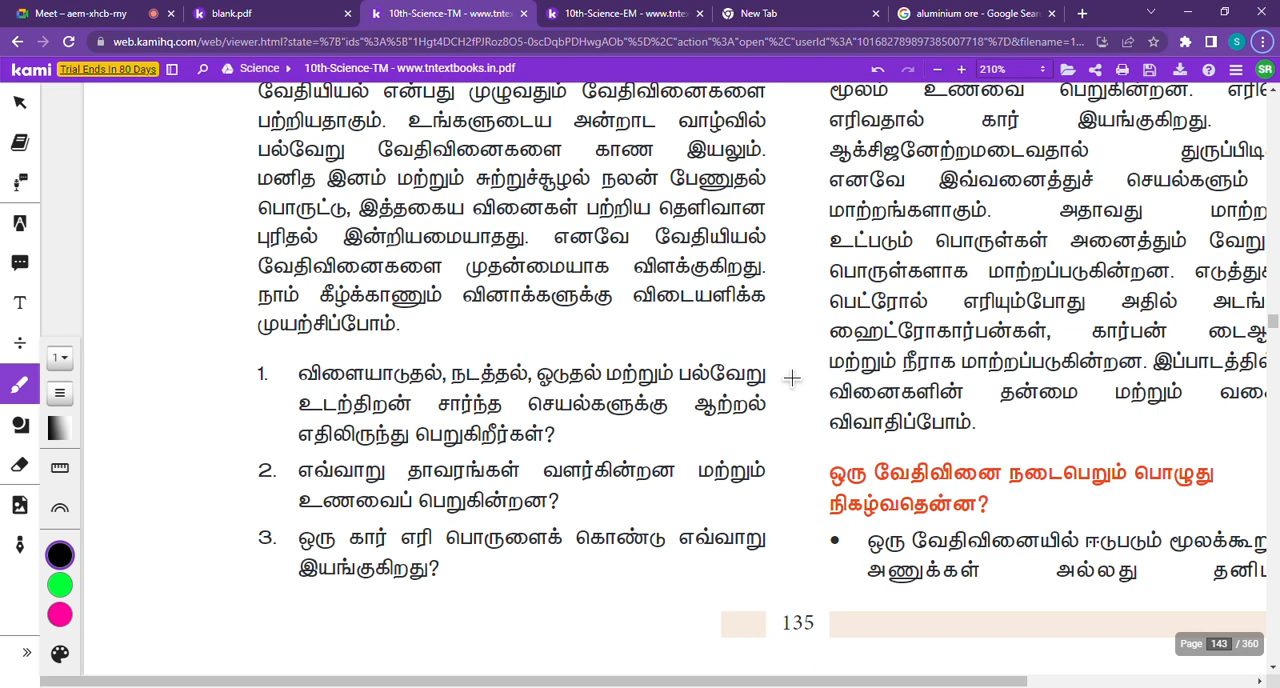 Meet – aem-xhcb-rny
blank.pdf
10th-Science-TM - www.tntex
10th-Science-EM - www.tntex
New Tab
aluminium ore - Google Sear
web.kamihq.com/web/viewer.html?state=%7B"ids"%3A%5B"1Hgt4DCH2fPJRoz8O5-0scDqbPDHwgAOb"%5D%2C"action"%3A"open"%2C"userId"%3A"101682789897385007718"%7D&filename=1...
kami
Trial Ends In 80 Days
Science
10th-Science-TM - www.tntextbooks.in.pdf
210%
SR
வேதியியல் என்பது முழுவதும் வேதிவினைகளை
பற்றியதாகும். உங்களுடைய அன்றாட வாழ்வில்
பல்வேறு வேதிவினைகளை காண இயலும்.
மனித இனம் மற்றும் சுற்றுச்சூழல் நலன் பேணுதல்
பொருட்டு, இத்தகைய வினைகள் பற்றிய தெளிவான
புரிதல் இன்றியமையாதது. எனவே வேதியியல்
வேதிவினைகளை முதன்மையாக விளக்குகிறது.
நாம் கீழ்க்காணும் வினாக்களுக்கு விடையளிக்க
முயற்சிப்போம்.
1. விளையாடுதல், நடத்தல், ஓடுதல் மற்றும் பல்வேறு
உடற்திறன் சார்ந்த செயல்களுக்கு ஆற்றல்
எதிலிருந்து பெறுகிறீர்கள்?
2. எவ்வாறு தாவரங்கள் வளர்கின்றன மற்றும்
உணவைப் பெறுகின்றன?
3. ஒரு கார் எரி பொருளைக் கொண்டு எவ்வாறு
இயங்குகிறது?
மூலம் உணவை பெறுகின்றன.
எரிவதால் கார் இயங்குகிறது.
ஆக்சிஜனேற்றமடைவதால்
எனவே இவ்வனைத்துச் செயல்களும்
மாற்றங்களாகும். அதாவது
உட்படும் பொருள்கள் அனைத்தும்
பொருள்களாக மாற்றப்படுகின்றன.
பெட்ரோல் எரியும்போது அதில்
ஹைட்ரோகார்பன்கள், கார்பன்
மற்றும் நீராக மாற்றப்படுகின்றன.
வினைகளின் தன்மை மற்றும்
விவாதிப்போம்.
ஒரு வேதிவினை நடைபெறும் பொழுது
நிகழ்வதென்ன?
• ஒரு வேதிவினையில் ஈடுபடும்
அணுக்கள் அல்லது
135
Page 143 / 360